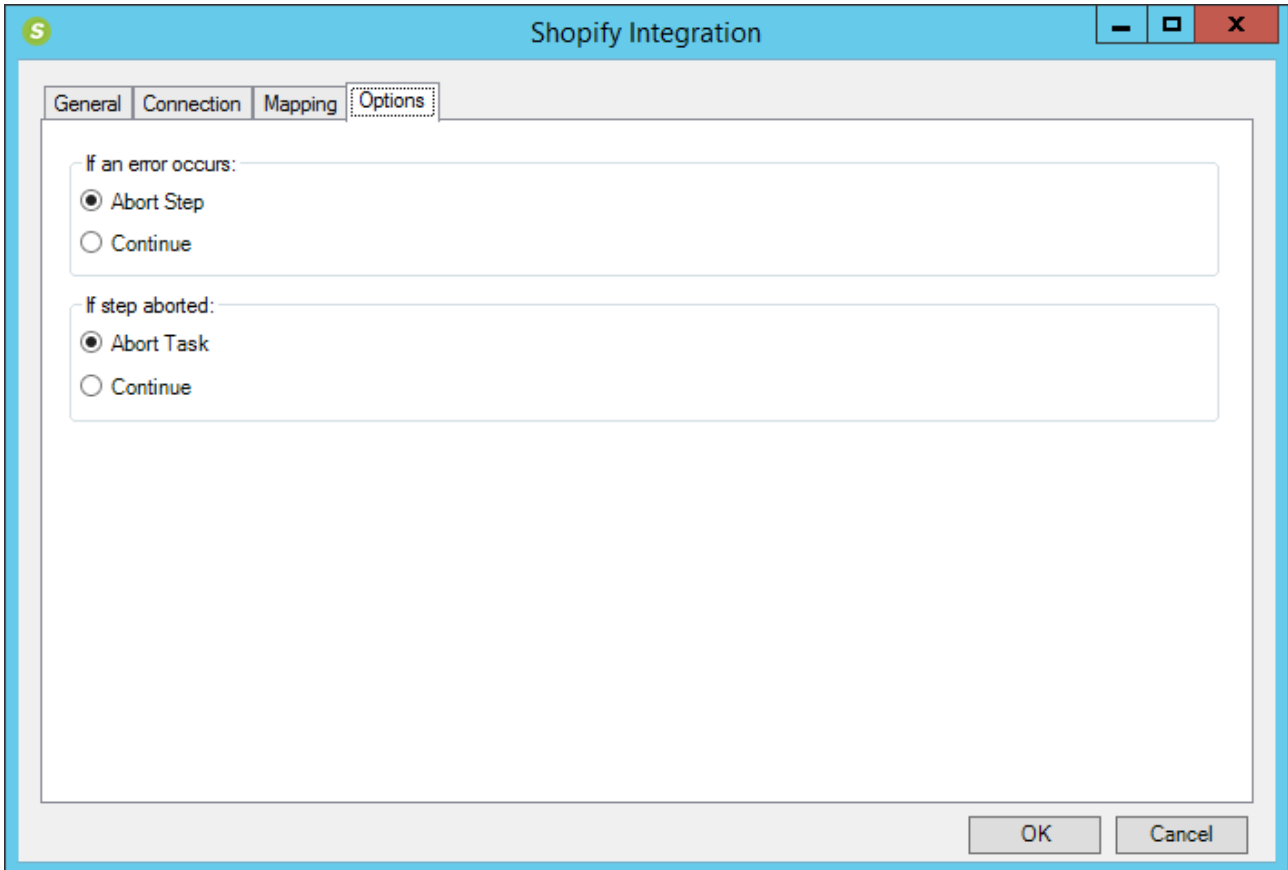 S
Shopify Integration
General Connection Mapping Options
If an error occurs:
Abort Step
Continue
If step aborted:
Abort Task
Continue
OK Cancel